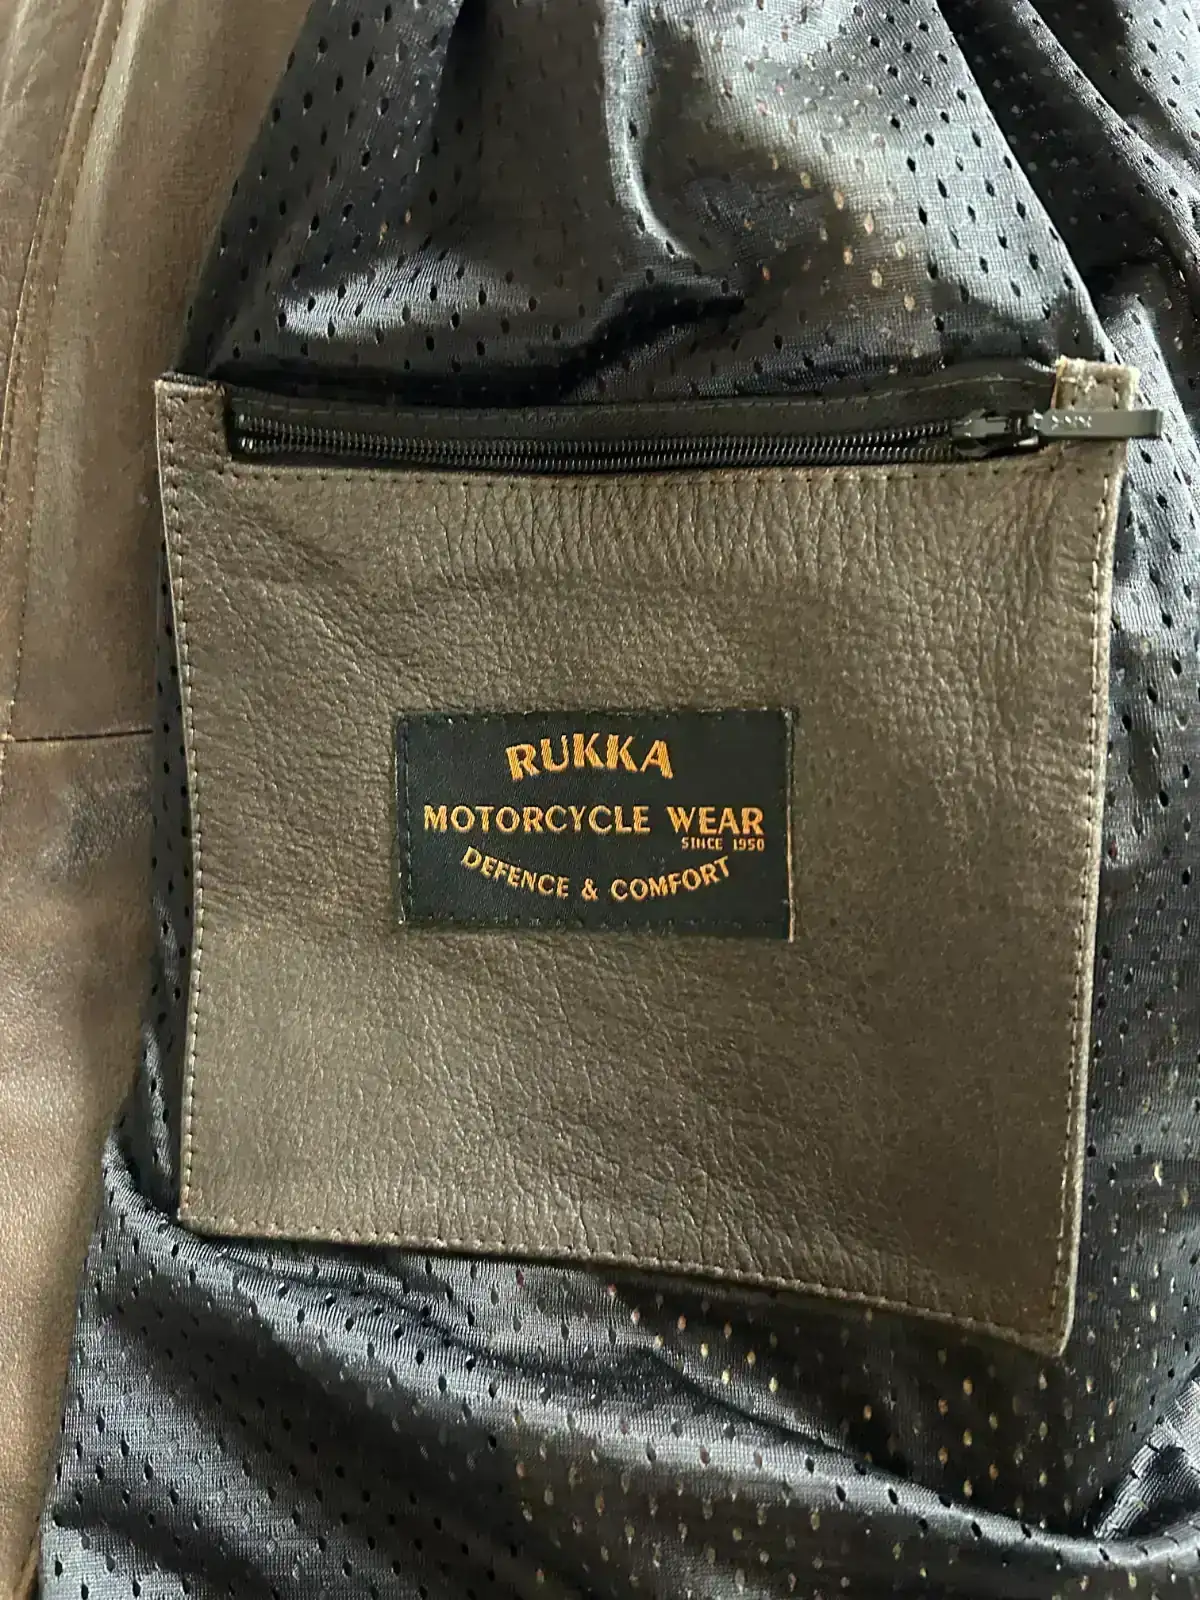 RUKKA
MOTORCYCLE WEAR
SINCE 1950
DEFENCE & COMFORT